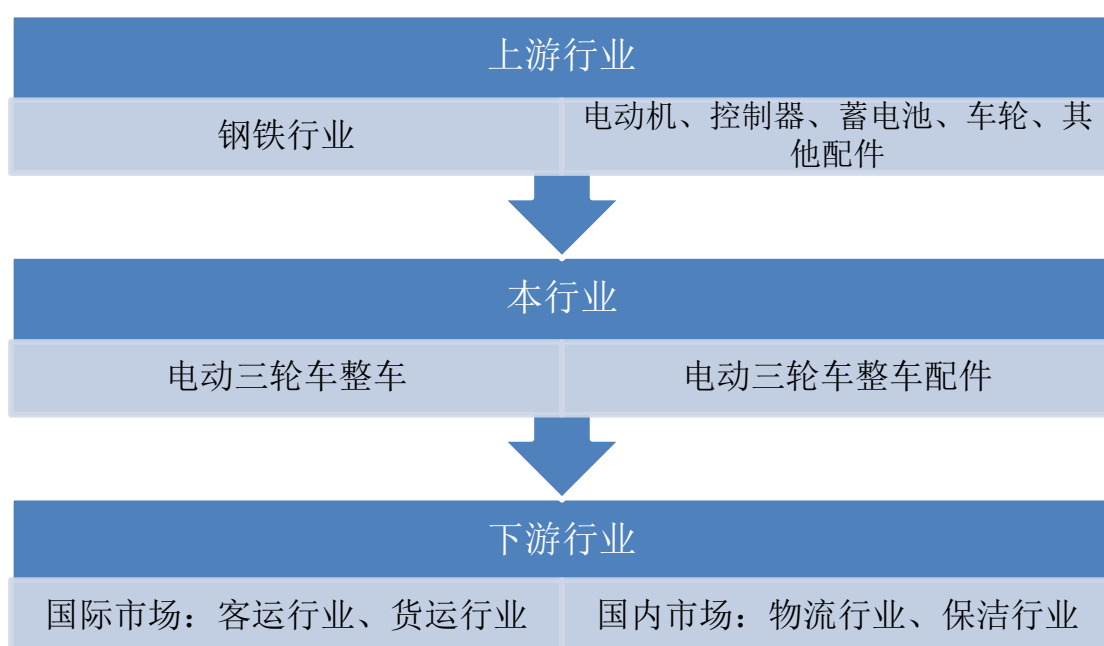 上游行业
钢铁行业
电动机、控制器、蓄电池、车轮、其
他配件
本行业
电动三轮车整车
电动三轮车整车配件
下游行业
国际市场：客运行业、货运行业
国内市场：物流行业、保洁行业